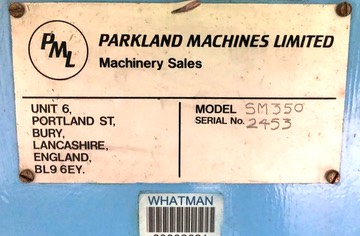 PML
PARKLAND MACHINES LIMITED
Machinery Sales
UNIT 6,
PORTLAND ST,
BURY,
LANCASHIRE,
ENGLAND,
BL9 6EY.
MODEL SM350
SERIAL No. 2453
WHATMAN